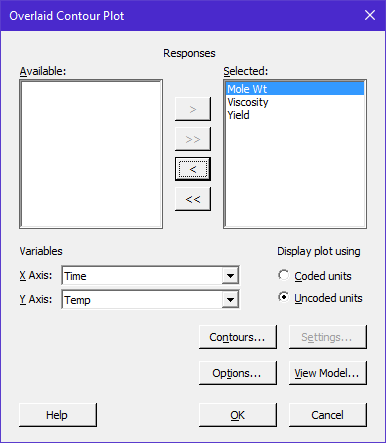 Overlaid Contour Plot
Responses
Available:
Selected:
Mole Wt
Viscosity
Yield
>
>>
<
<<
Variables
Display plot using
X Axis: Time
Coded units
Y Axis: Temp
Uncoded units
Contours...
Settings...
Options...
View Model...
Help
OK
Cancel